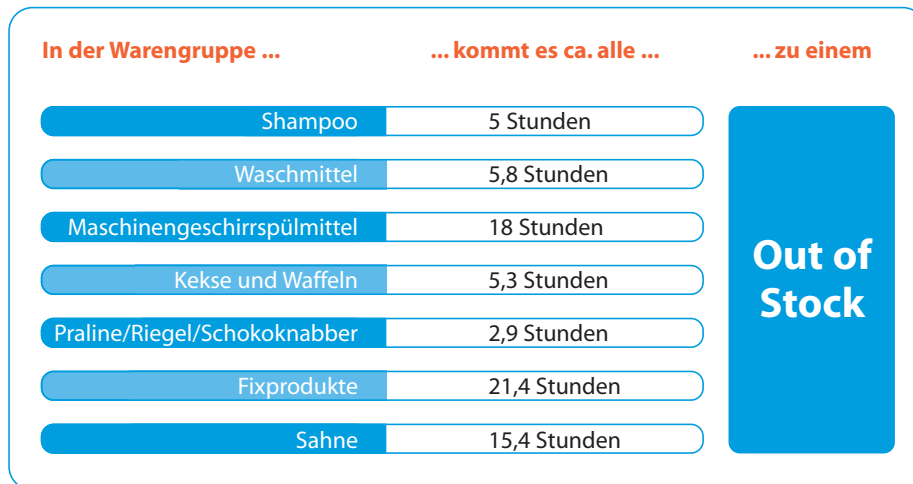 In der Warengruppe ... ... kommt es ca. alle ... ... zu einem
Shampoo 5 Stunden
Waschmittel 5,8 Stunden
Maschinengeschirrspülmittel 18 Stunden
Kekse und Waffeln 5,3 Stunden
Praline/Riegel/Schokoknabber 2,9 Stunden
Fixprodukte 21,4 Stunden
Sahne 15,4 Stunden
Out of
Stock